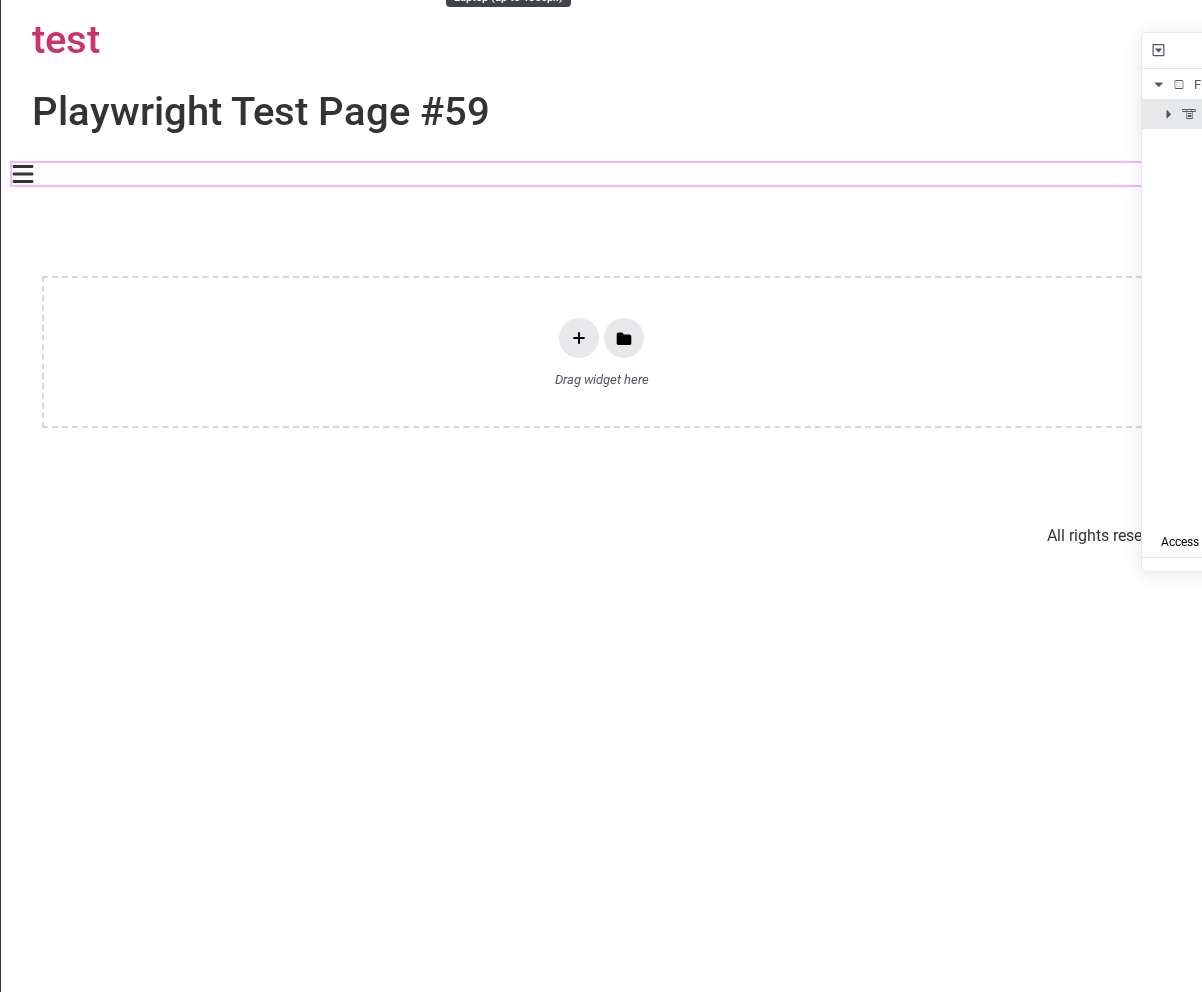 test
F
Playwright Test Page #59
Drag widget here
All rights rese
Access